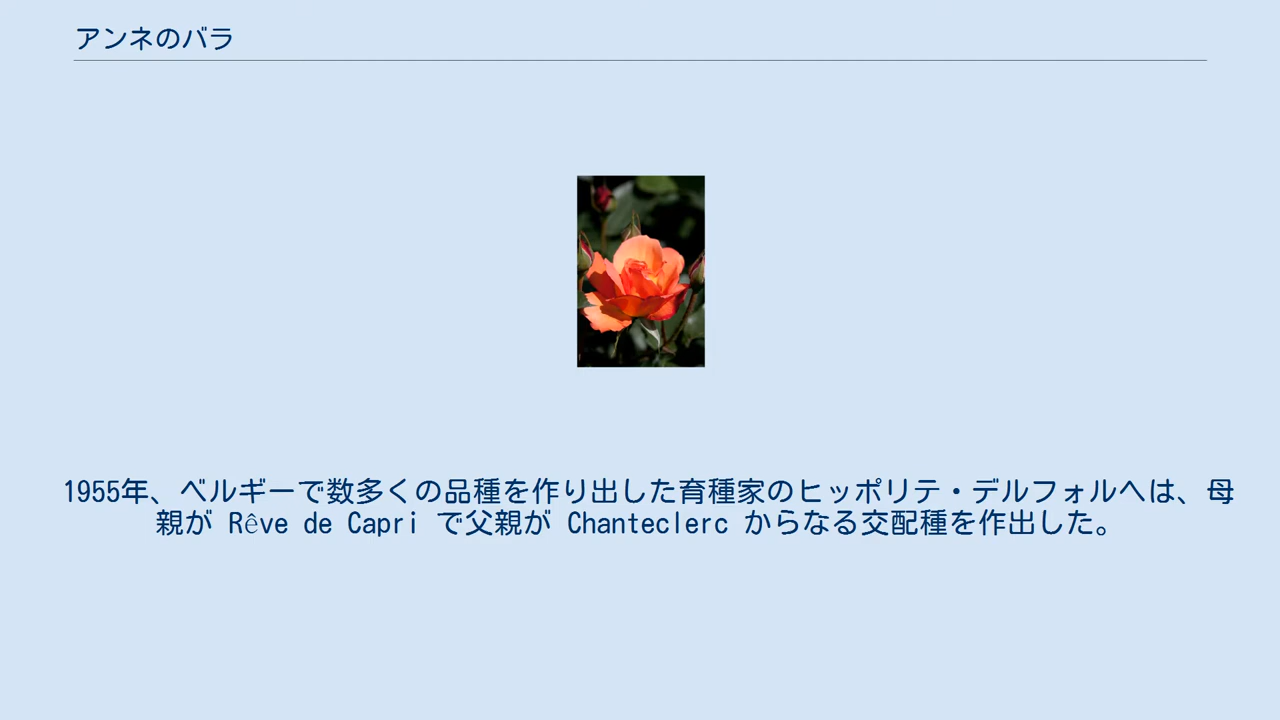 アンネのバラ
1955年、ベルギーで数多くの品種を作り出した育種家のヒッポリテ・デルフォルヘは、母
親が Rêve de Capri で父親が Chanteclerc からなる交配種を作出した。